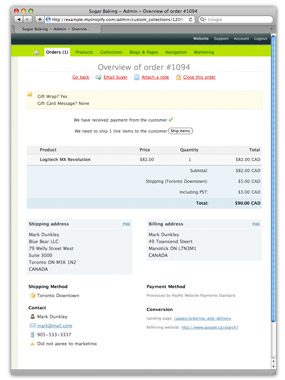 Sugar Baking ~ Admin ~ Overview of order #1094
http://example.myshopify.com/admin/custom_collections/1209
Google
Sugar Baking ~ Admin ~ Overv...
Website Support Account Logout
Orders (1) Products Collections Blogs & Pages Navigation Marketing
Overview of order #1094
Go back Email buyer Attach a note Close this order
Gift Wrap? Yes
Gift Card Message? None
We have received payment from the customer
We need to ship 1 line items to the customer Ship items
Product Price Quantity Total
Logitech MX Revolution $82.00 1 $82.00 CAD
Subtotal: $82.00 CAD
Shipping (Toronto Downtown): $5.00 CAD
including PST: $3.00 CAD
Total: $90.00 CAD
Shipping address map
Mark Dunkley
Blue Bear LLC
79 Welly Street West
Suite 3000
Toronto ON M5K 1N2
CANADA
Billing address map
Mark Dunkley
49 Townsend Steert
Manotick ON L7N3M1
CANADA
Shipping Method
Toronto Downtown
Payment Method
Processed by PayPal Website Payments Standard
Contact
Mark Dunkley
mark@mail.com
905-533-3337
Did not agree to marketing
Conversion
Landing page: /pages/ordering-and-delivery
Referring website: http://www.google.ca/search?